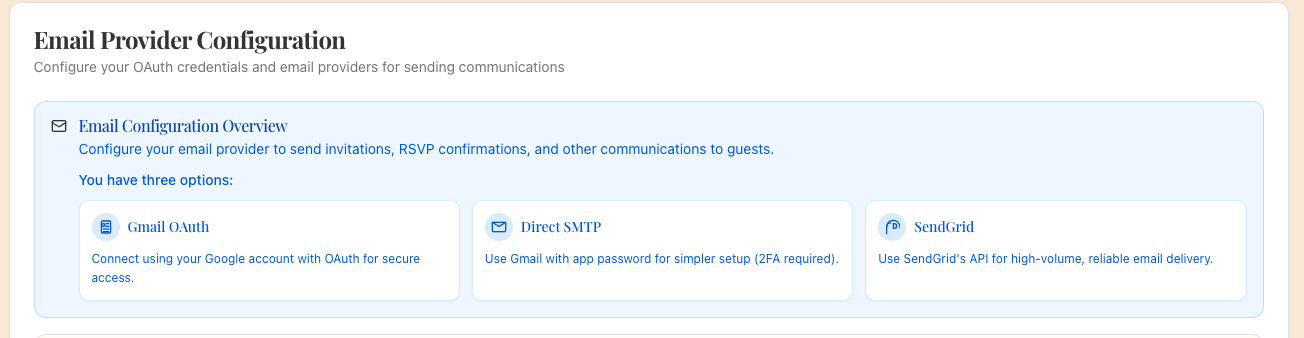 Email Provider Configuration
Configure your OAuth credentials and email providers for sending communications
Email Configuration Overview
Configure your email provider to send invitations, RSVP confirmations, and other communications to guests.
You have three options:
Gmail OAuth
Connect using your Google account with OAuth for secure
access.
Direct SMTP
Use Gmail with app password for simpler setup (2FA required).
SendGrid
Use SendGrid's API for high-volume, reliable email delivery.